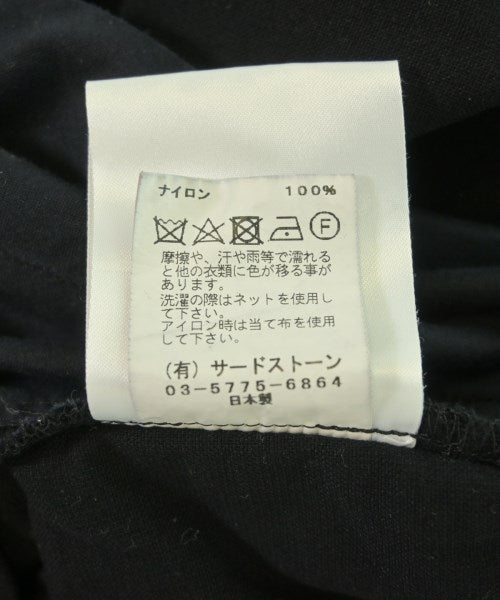 ナイロン 100%
F
摩擦や、汗や雨等で濡れる
と他の衣類に色が移る事が
あります。
洗濯の際はネットを使用し
て下さい。
アイロン時は当て布を使用
して下さい。
(有) サードストーン
03-5775-6864
日本製